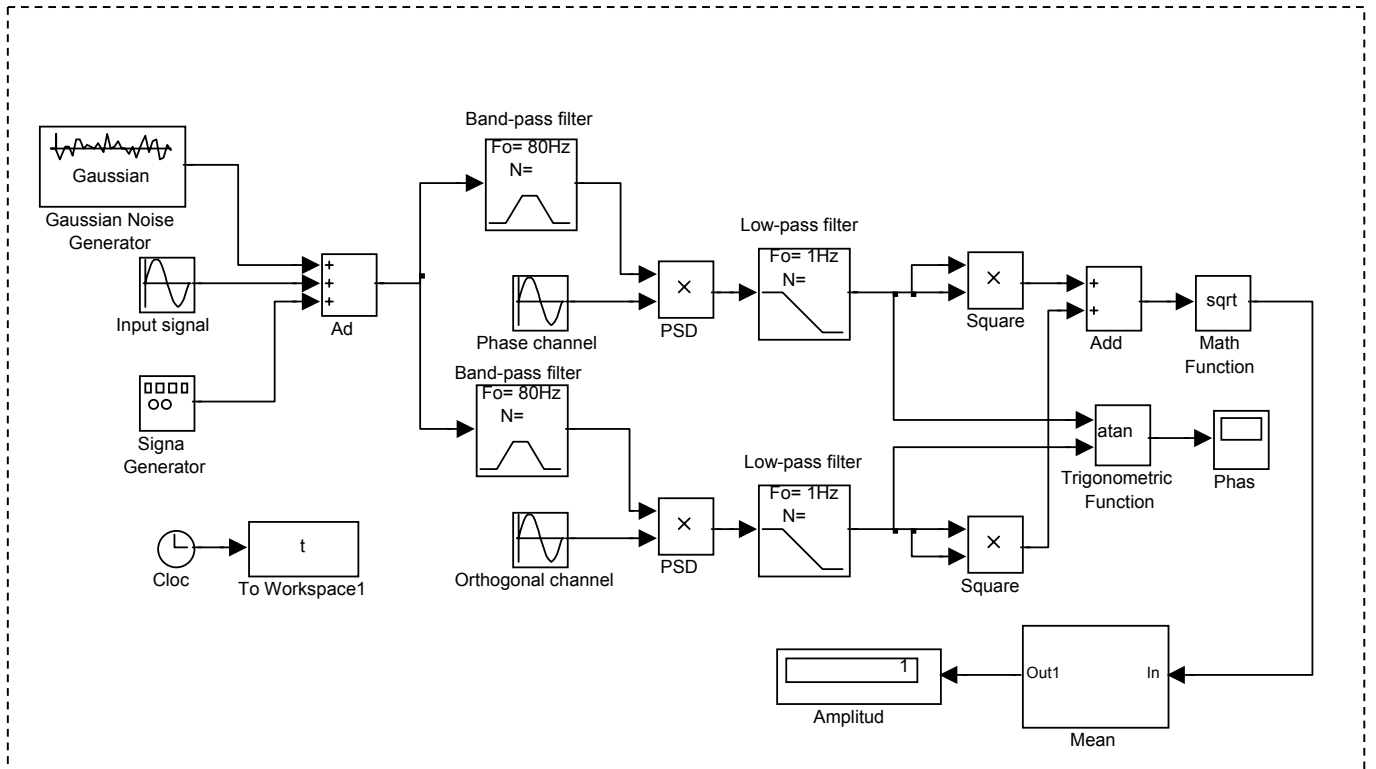 Band-pass filter
Fo= 80Hz
N=
Gaussian
Gaussian Noise
Generator
+
+
+
Ad
Input signal
Signa
Generator
Cloc
t
To Workspace1
Phase channel
×
PSD
Low-pass filter
Fo= 1Hz
N=
×
Square
+
+
Add
sqrt
Math
Function
Band-pass filter
Fo= 80Hz
N=
Orthogonal channel
×
PSD
Low-pass filter
Fo= 1Hz
N=
×
Square
atan
Trigonometric
Function
Phas
1
Amplitud
Out1
In
Mean